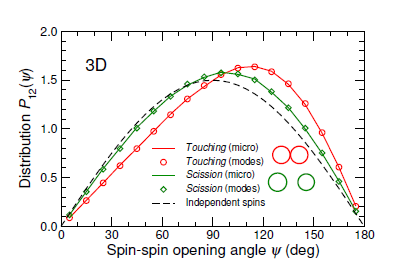 2.0
1.5
1.0
0.5
0.0
Distribution P12(ψ)
3D
Touching (micro)
Touching (modes)
Scission (micro)
Scission (modes)
Independent spins
0 30 60 90 120 150 180
Spin-spin opening angle ψ (deg)